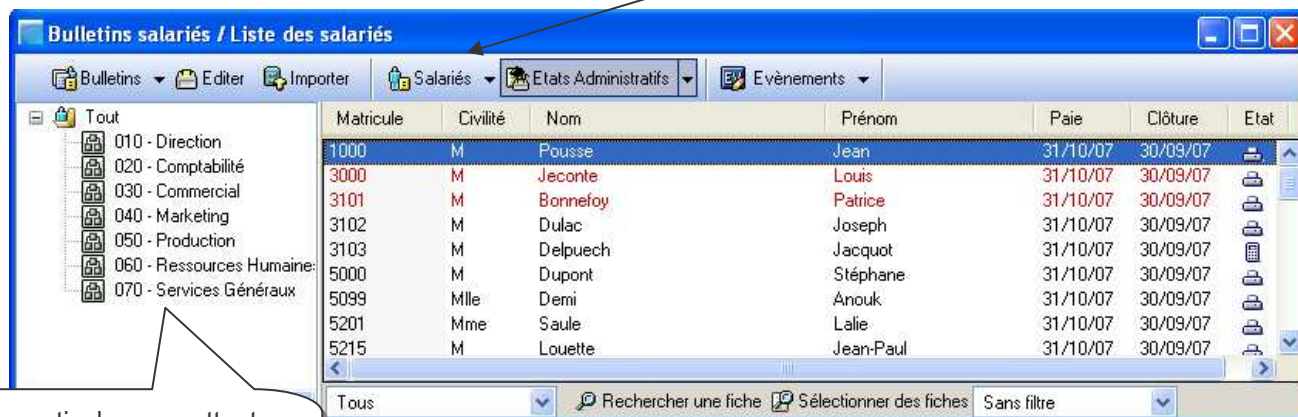 Bulletins salariés / Liste des salariés
Bulletins Editer Importer Salariés Etats Administratifs Evènements
Tout
010 - Direction
020 - Comptabilité
030 - Commercial
040 - Marketing
050 - Production
060 - Ressources Humaines
070 - Services Généraux
Matricule Civilité Nom Prénom Paie Clôture Etat
1000 M Pousse Jean 31/10/07 30/09/07
3000 M Jeconte Louis 31/10/07 30/09/07
3101 M Bonnefoy Patrice 31/10/07 30/09/07
3102 M Dulac Joseph 31/10/07 30/09/07
3103 M Delpuech Jacquot 31/10/07 30/09/07
5000 M Dupont Stéphane 31/10/07 30/09/07
5099 Mlle Demi Anouk 31/10/07 30/09/07
5201 Mme Saule Lalie 31/10/07 30/09/07
5215 M Louette Jean-Paul 31/10/07 30/09/07
Tous Rechercher une fiche Sélectionner des fiches Sans filtre